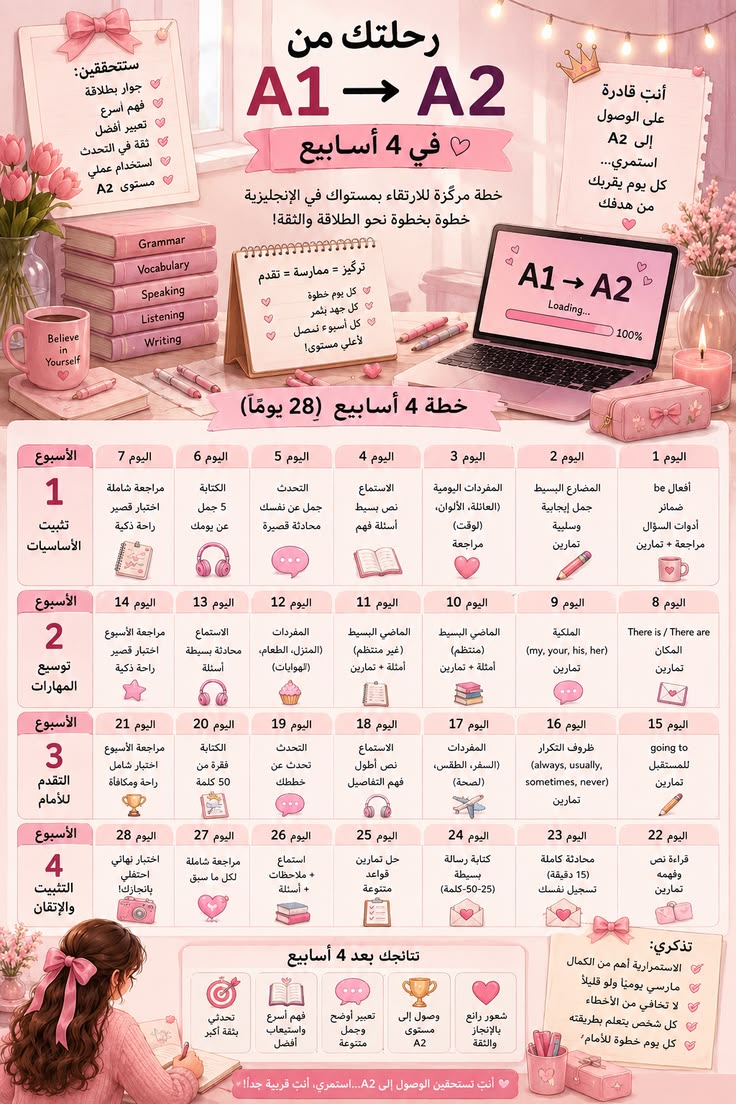 رحلتك من
A1 → A2
في 4 أسابيع
خطة مركّزة للارتقاء بمستواك في الإنجليزية
خطوة بخطوة نحو الطلاقة والثقة!
ستتحققين:
جوار بطلاقة
فهم أسرع
تعبير أفضل
ثقة في التحدث
استخدام عملي
مستوى A2
أنتِ قادرة
على الوصول
إلى A2
استمري...
كل يوم يقربك
من هدفك
Grammar
Vocabulary
Speaking
Listening
Writing
Believe
in
Yourself
تركيز = ممارسة = تقدم
كل يوم خطوة
كل جهد يثمر
كل أسبوع نصل
لأعلي مستوى!
A1 → A2
Loading...
100%
خطة 4 أسابيع (28 يومًا)
الأسبوع
1
تثبيت
الأساسيات
اليوم 1
أفعال be
ضمائر
أدوات السؤال
مراجعة + تمارين
اليوم 2
المضارع البسيط
جمل إيجابية
وسلبية
تمارين
اليوم 3
المفردات اليومية
(العائلة، الألوان،
الوقت)
مراجعة
اليوم 4
الاستماع
نص بسيط
أسئلة فهم
اليوم 5
التحدث
جمل عن نفسك
محادثة قصيرة
اليوم 6
الكتابة
5 جمل
عن يومك
اليوم 7
مراجعة شاملة
اختبار قصير
راحة ذكية
الأسبوع
2
توسيع
المهارات
اليوم 8
There is / There are
المكان
تمارين
اليوم 9
الملكية
(my, your, his, her)
تمارين
اليوم 10
الماضي البسيط
(منتظم)
أمثلة + تمارين
اليوم 11
الماضي البسيط
(غير منتظم)
أمثلة + تمارين
اليوم 12
المفردات
(المنزل، الطعام،
الهوايات)
اليوم 13
الاستماع
محادثة بسيطة
أسئلة
اليوم 14
مراجعة الأسبوع
اختبار قصير
راحة ذكية
الأسبوع
3
التقدم
للأمام
اليوم 15
going to
للمستقبل
تمارين
اليوم 16
ظروف التكرار
(always, usually,
sometimes, never)
تمارين
اليوم 17
المفردات
(السفر، الطقس،
الصحة)
اليوم 18
الاستماع
نص أطول
فهم التفاصيل
اليوم 19
التحدث
تحدث عن
خططك
اليوم 20
الكتابة
فقرة من
50 كلمة
اليوم 21
مراجعة الأسبوع
اختبار شامل
راحة ومكافأة
الأسبوع
4
التثبيت
والإتقان
اليوم 22
قراءة نص
وفهمه
تمارين
اليوم 23
محادثة كاملة
(15 دقيقة)
تسجيل نفسك
اليوم 24
كتابة رسالة
بسيطة
(25-50-كلمة)
اليوم 25
حل تمارين
قواعد
متنوعة
اليوم 26
استماع
+ ملاحظات
+ أسئلة
اليوم 27
مراجعة شاملة
لكل ما سبق
اليوم 28
اختبار نهائي
احتفلي
بانجازك!
نتائجك بعد 4 أسابيع
شعور رائع
بالإنجاز
والثقة
وصول إلى
مستوى
A2
تعبير أوضح
وجمل
متنوعة
فهم أسرع
واستيعاب
أفضل
تحدثي
بثقة أكبر
تذكري:
الاستمرارية أهم من الكمال
مارسي يوميًا ولو قليلاً
لا تخافي من الأخطاء
كل شخص يتعلم بطريقته
كل يوم خطوة للأمام
أنتِ تستحقين الوصول إلى A2...استمري، أنتِ قريبة جداً!